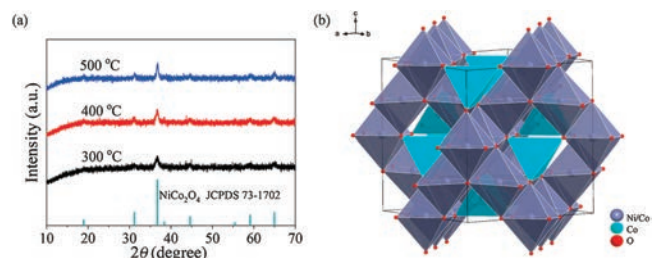 (a)
500 °C
400 °C
300 °C
NiCo₂O₄ JCPDS 73-1702
Intensity (a.u.)
10 20 30 40 50 60 70
2θ (degree)
(b)
c
a b
Ni/Co
Co
O